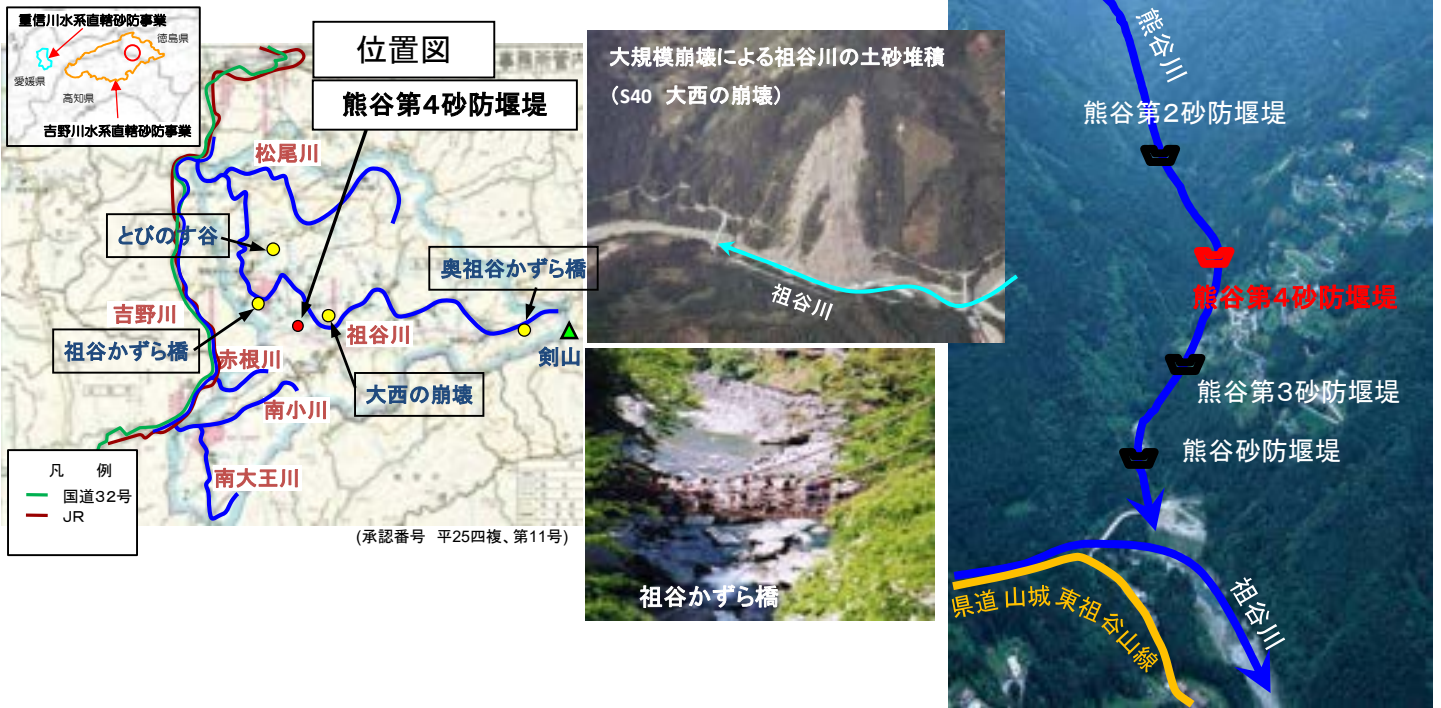 重信川水系直轄砂防事業
徳島県
愛媛県
高知県
吉野川水系直轄砂防事業
位置図
事務所管内
熊谷第4砂防堰堤
松尾川
とびのす谷
奥祖谷かずら橋
吉野川
祖谷かずら橋
祖谷川
剣山
赤根川
大西の崩壊
南小川
南大王川
凡　例
国道32号
JR
(承認番号　平25四複、第11号)
大規模崩壊による祖谷川の土砂堆積
（S40　大西の崩壊）
祖谷川
祖谷かずら橋
熊谷川
熊谷第2砂防堰堤
熊谷第4砂防堰堤
熊谷第3砂防堰堤
熊谷砂防堰堤
県道 山城 東祖谷山線
祖谷川